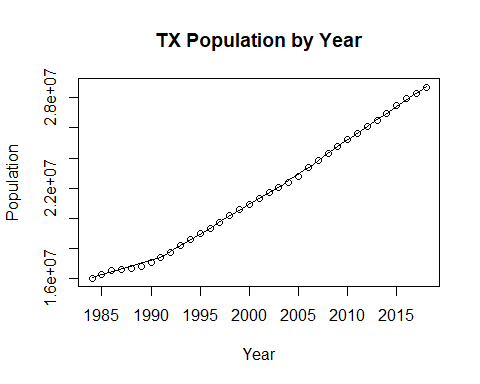 TX Population by Year
2.8e+07
2.2e+07
1.6e+07
Population
1985 1990 1995 2000 2005 2010 2015
Year